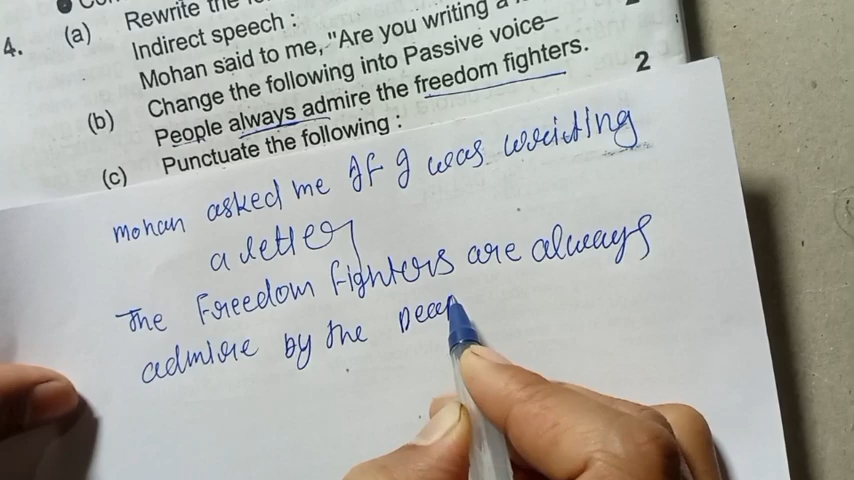 4. (a) Rewrite the
Indirect speech :
Mohan said to me, "Are you writing a
(b) Change the following into Passive voice–
People always admire the freedom fighters.
2
(c) Punctuate the following :
Mohan asked me If I was writing
a letter
The Freedom Fighters are always
admire by the peop